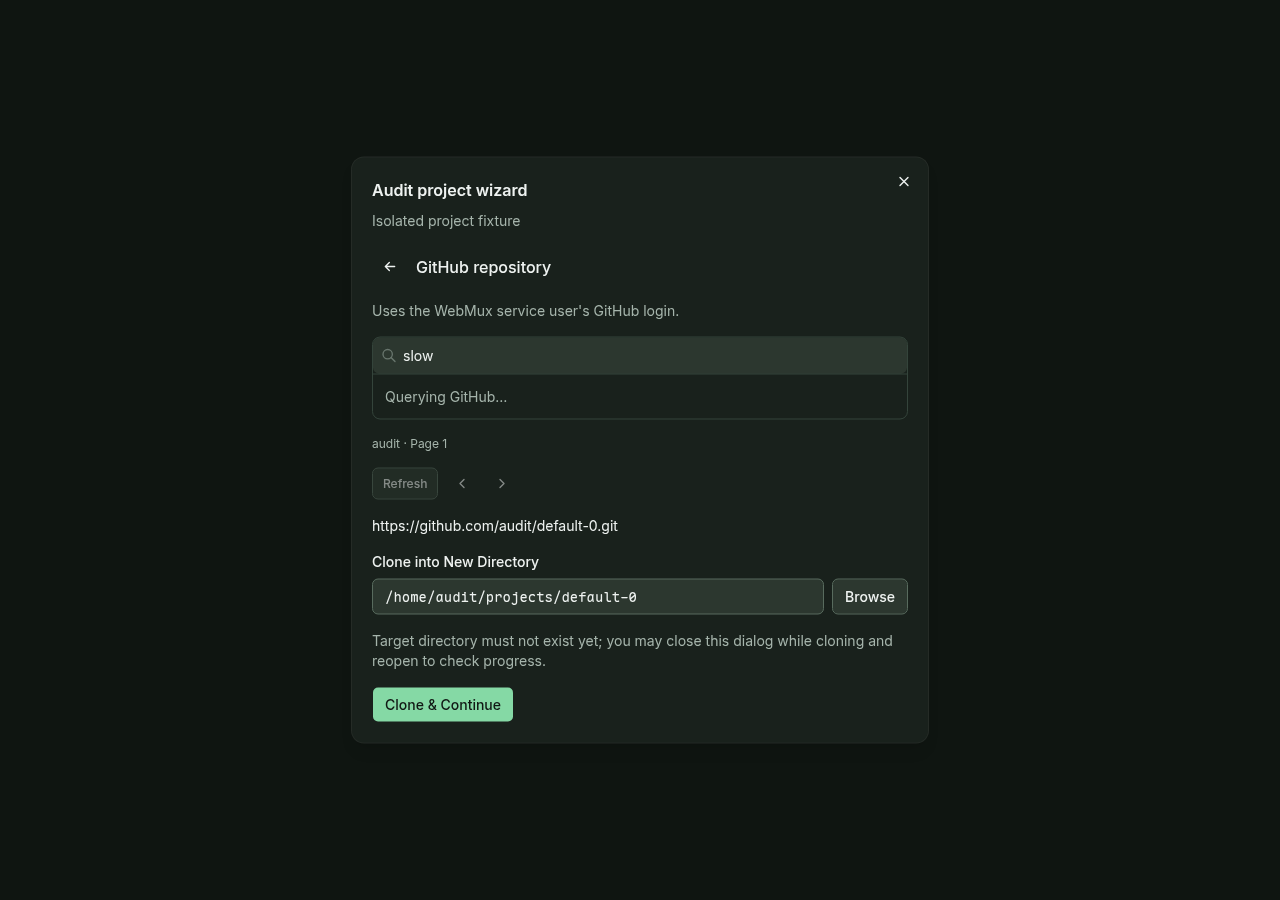 Audit project wizard
Isolated project fixture
GitHub repository
Uses the WebMux service user's GitHub login.
slow
Querying GitHub…
audit · Page 1
Refresh
https://github.com/audit/default-0.git
Clone into New Directory
/home/audit/projects/default-0
Browse
Target directory must not exist yet; you may close this dialog while cloning and
reopen to check progress.
Clone & Continue